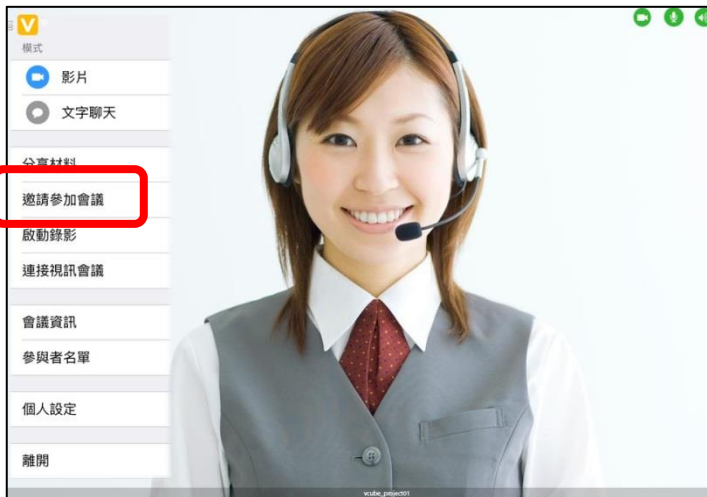 V
模式
影片
文字聊天
分享材料
邀請參加會議
啟動錄影
連接視訊會議
會議資訊
參與者名單
個人設定
離開
vcube_project01